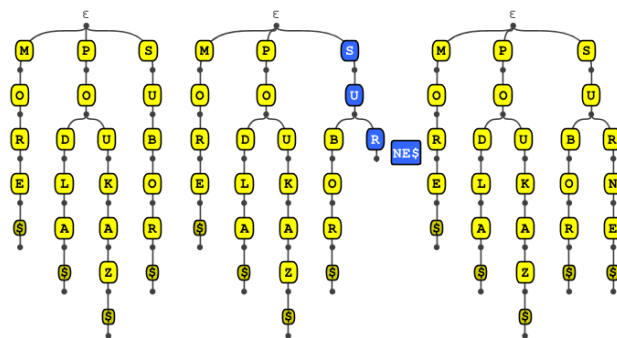 ε ε ε
M P S M P S M P S
O O U O O U O O U
R D U B R D U B R R D U B R
NE$
E L K O E L K O E L K O N
$ A A R $ A A R $ A A R E
$ Z $ $ Z $ $ Z $ $
$ $ $